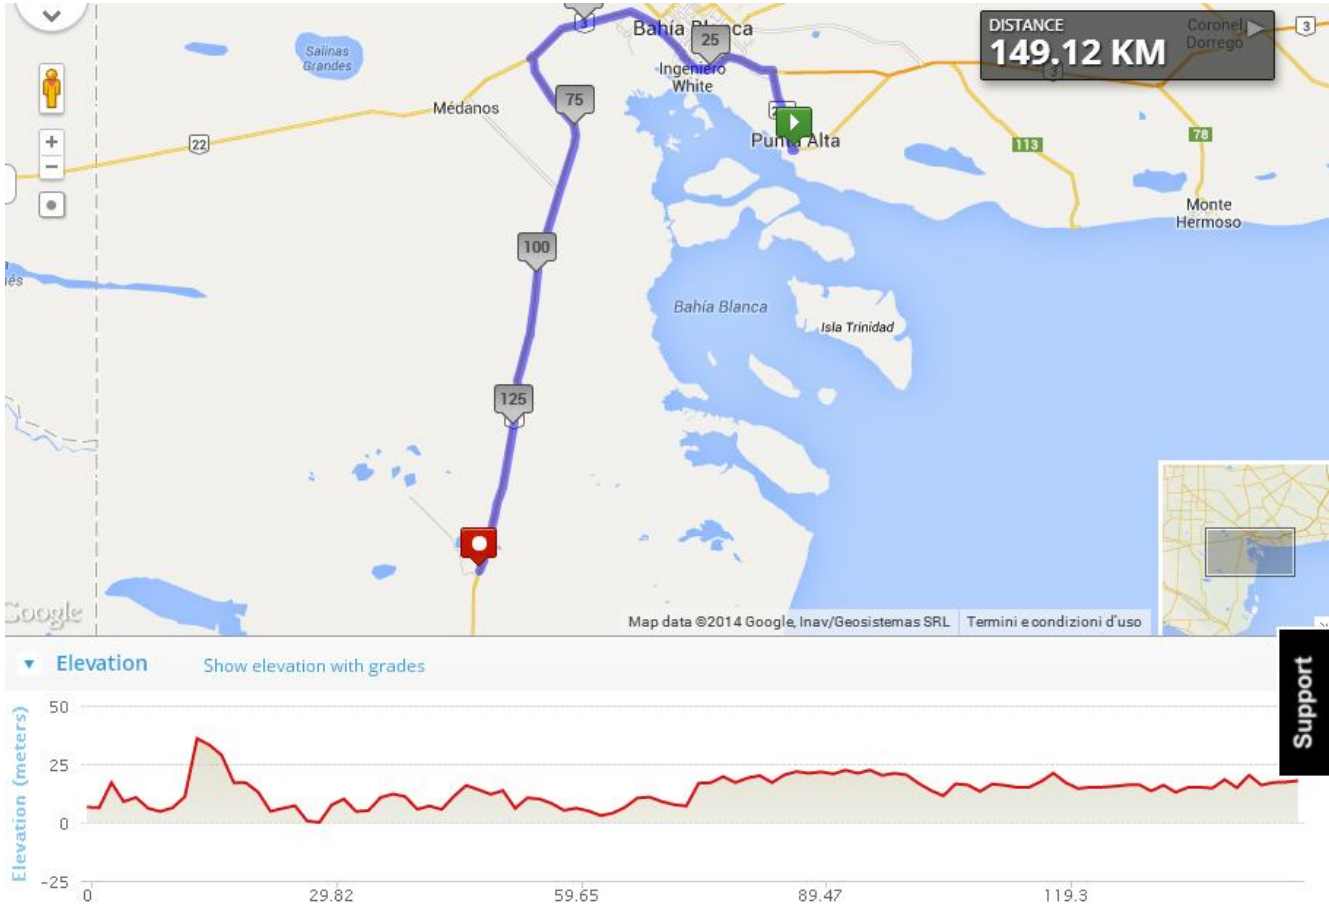 3
Bahía Blanca
25
DISTANCE
149.12 KM
Coronel
Dorrego
3
3
Salinas
Grandes
Ingeniero
White
75
Médanos
22
Punta Alta
113
78
Monte
Hermoso
100
Bahía Blanca
Isla Trinidad
125
Google
Map data ©2014 Google, Inav/Geosistemas SRL
Termini e condizioni d'uso
Elevation
Show elevation with grades
Support
Elevation (meters)
50
25
0
-25
0
29.82
59.65
89.47
119.3